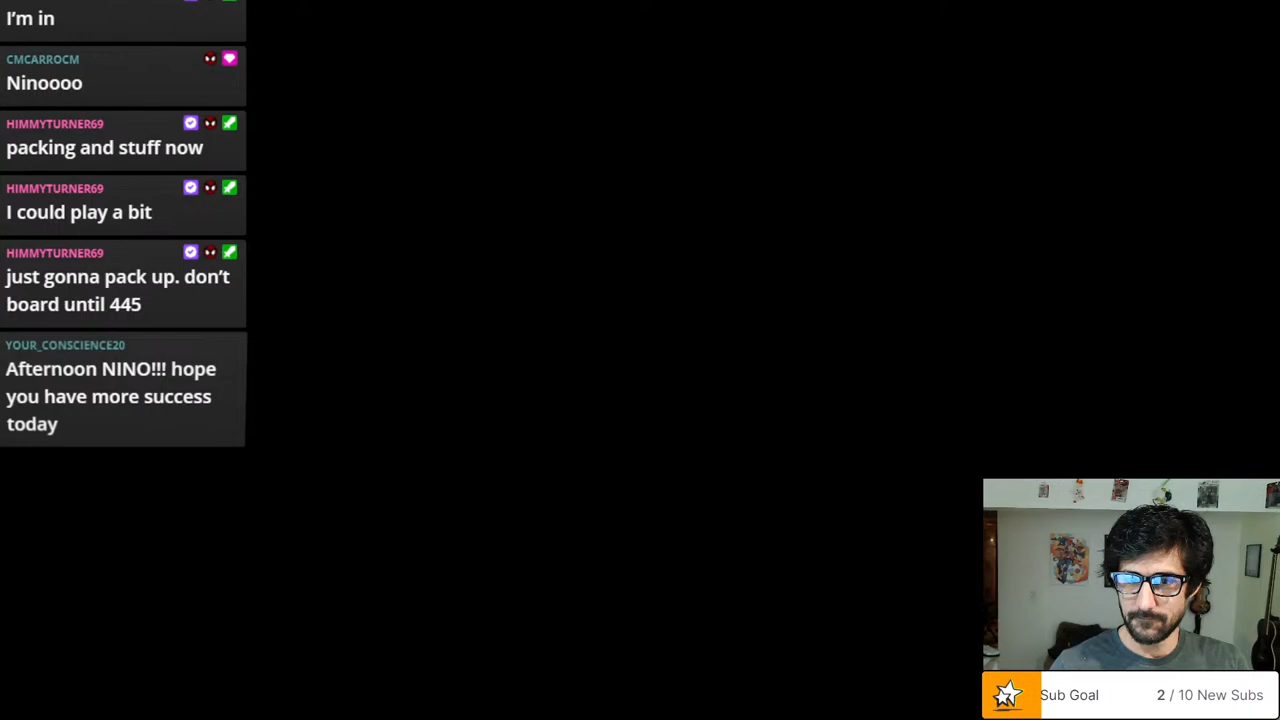 I'm in
CMCARROCM
Ninoooo
HIMMYTURNER69
packing and stuff now
HIMMYTURNER69
I could play a bit
HIMMYTURNER69
just gonna pack up. don't
board until 445
YOUR_CONSCIENCE20
Afternoon NINO!!! hope
you have more success
today
Sub Goal 2 / 10 New Subs